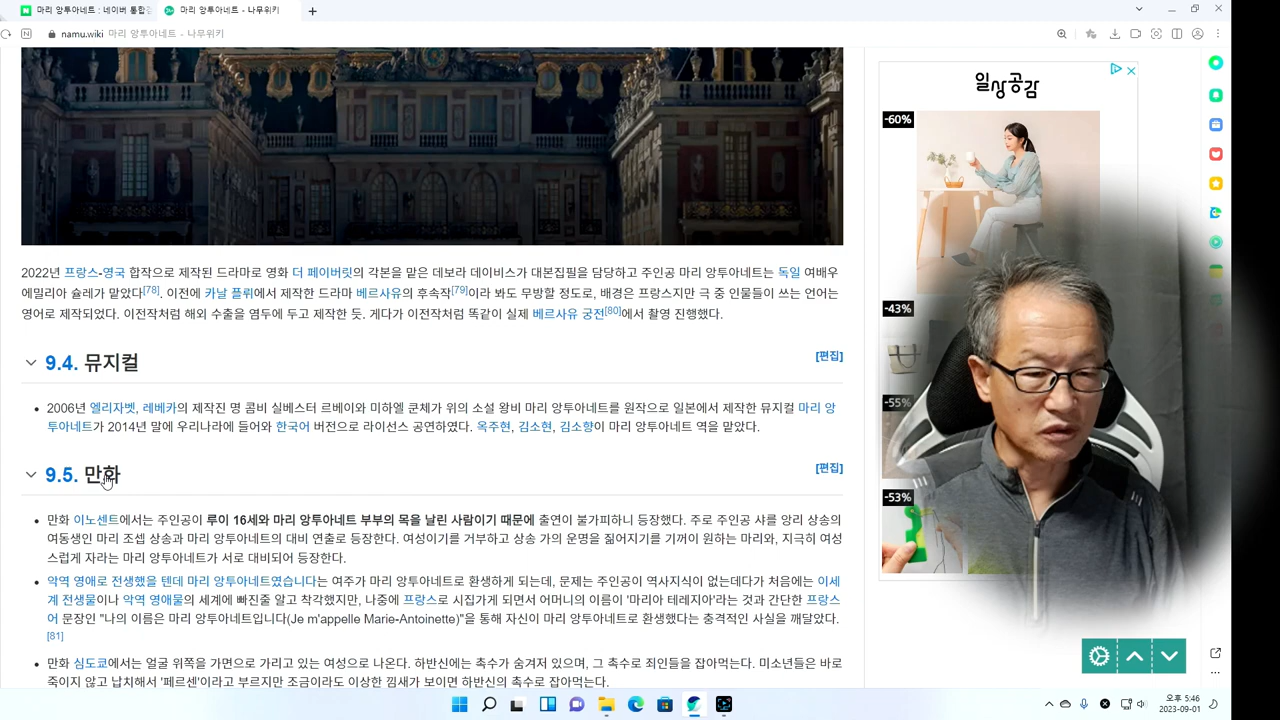 마리 앙투아네트 : 네이버 통합검
마리 앙투아네트 - 나무위키
namu.wiki 마리 앙투아네트 - 나무위키
일상공감
-60%
-43%
-55%
-53%
2022년 프랑스-영국 합작으로 제작된 드라마로 영화 더 페이버릿의 각본을 맡은 데보라 데이비스가 대본집필을 담당하고 주인공 마리 앙투아네트는 독일 여배우
에밀리아 쉴레가 맡았다[78]. 이전에 카날 플뤼에서 제작한 드라마 베르사유의 후속작[79]이라 봐도 무방할 정도로, 배경은 프랑스지만 극 중 인물들이 쓰는 언어는
영어로 제작되었다. 이전작처럼 해외 수출을 염두에 두고 제작한 듯. 게다가 이전작처럼 똑같이 실제 베르사유 궁전[80]에서 촬영 진행했다.
9.4. 뮤지컬
[편집]
2006년 엘리자벳, 레베카의 제작진 명 콤비 실베스터 르베이와 미하엘 쿤체가 위의 소설 왕비 마리 앙투아네트를 원작으로 일본에서 제작한 뮤지컬 마리 앙
투아네트가 2014년 말에 우리나라에 들어와 한국어 버전으로 라이선스 공연하였다. 옥주현, 김소현, 김소향이 마리 앙투아네트 역을 맡았다.
9.5. 만화
[편집]
만화 이노센트에서는 주인공이 루이 16세와 마리 앙투아네트 부부의 목을 날린 사람이기 때문에 출연이 불가피하니 등장했다. 주로 주인공 샤를 앙리 상송의
여동생인 마리 조셉 상송과 마리 앙투아네트의 대비 연출로 등장한다. 여성이기를 거부하고 상송 가의 운명을 짊어지기를 기꺼이 원하는 마리와, 지극히 여성
스럽게 자라는 마리 앙투아네트가 서로 대비되어 등장한다.
악역 영애로 전생했을 텐데 마리 앙투아네트였습니다는 여주가 마리 앙투아네트로 환생하게 되는데, 문제는 주인공이 역사지식이 없는데다가 처음에는 이세
계 전생물이나 악역 영애물의 세계에 빠진줄 알고 착각했지만, 나중에 프랑스로 시집가게 되면서 어머니의 이름이 '마리아 테레지아'라는 것과 간단한 프랑스
어 문장인 "나의 이름은 마리 앙투아네트입니다(Je m'appelle Marie-Antoinette)"을 통해 자신이 마리 앙투아네트로 환생했다는 충격적인 사실을 깨달았다.
[81]
만화 심도쿄에서는 얼굴 위쪽을 가면으로 가리고 있는 여성으로 나온다. 하반신에는 촉수가 숨겨져 있으며, 그 촉수로 죄인들을 잡아먹는다. 미소년들은 바로
죽이지 않고 납치해서 '페르센'이라고 부르지만 조금이라도 이상한 낌새가 보이면 하반신의 촉수로 잡아먹는다.
오후 5:46
2023-09-01